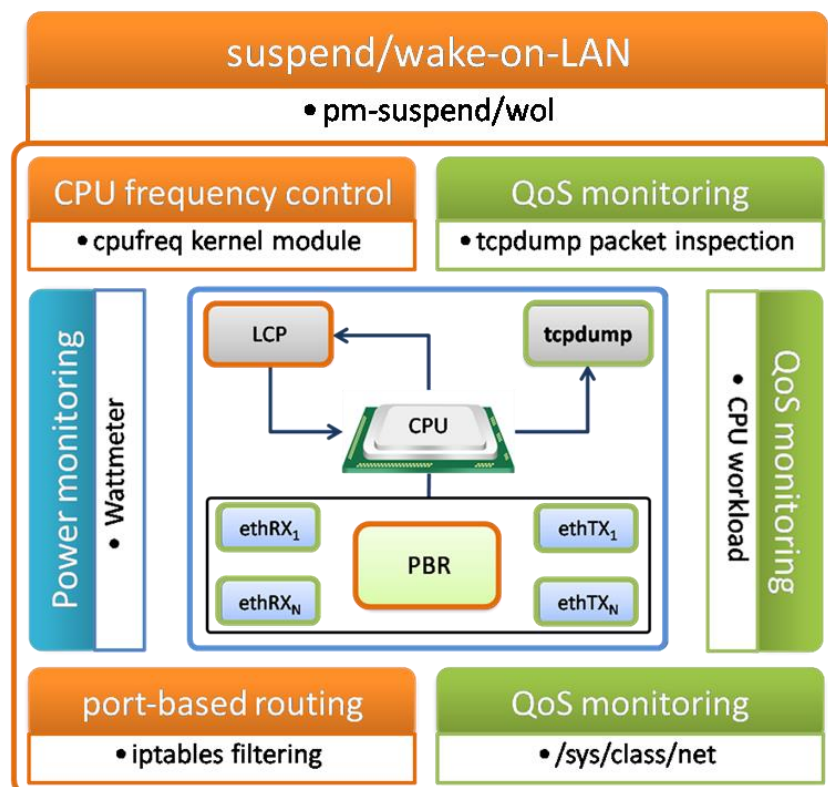 suspend/wake-on-LAN
• pm-suspend/wol
CPU frequency control
• cpufreq kernel module
QoS monitoring
• tcpdump packet inspection
Power monitoring
• Wattmeter
LCP
tcpdump
CPU
ethRX1
ethTX1
PBR
ethRXN
ethTXN
QoS monitoring
• CPU workload
port-based routing
• iptables filtering
QoS monitoring
• /sys/class/net